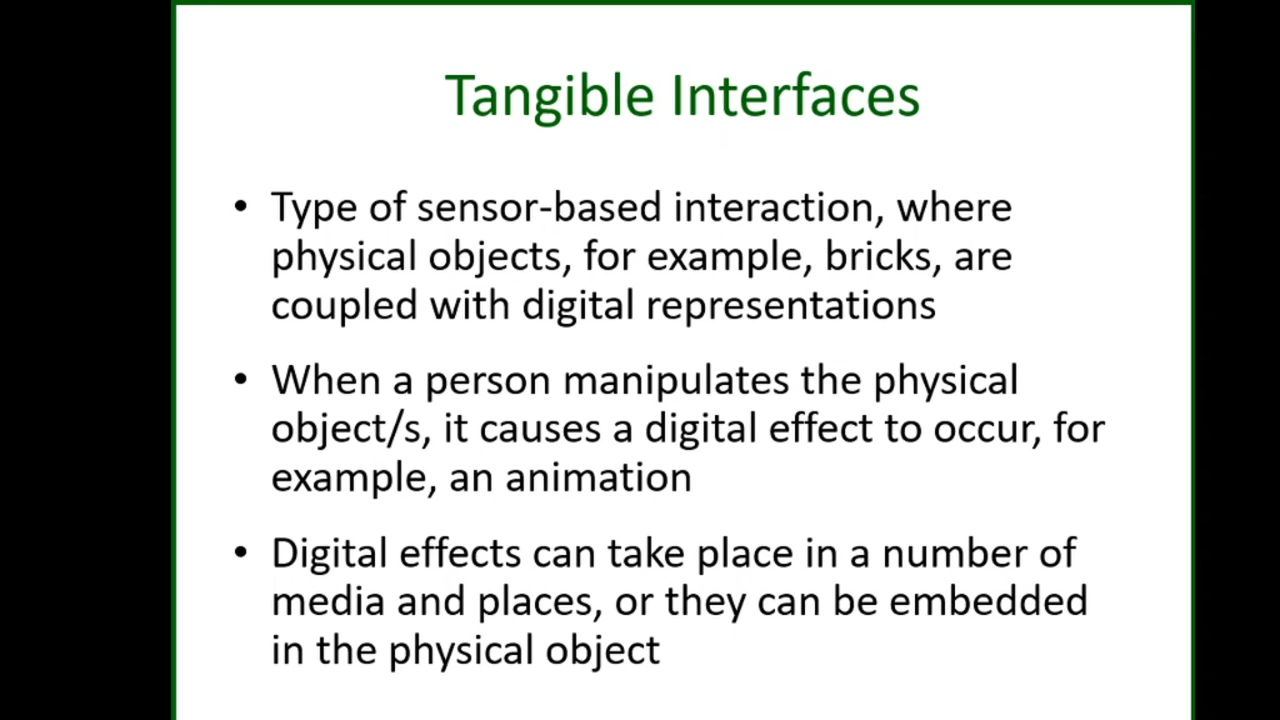 Tangible Interfaces
• Type of sensor-based interaction, where
physical objects, for example, bricks, are
coupled with digital representations
• When a person manipulates the physical
object/s, it causes a digital effect to occur, for
example, an animation
• Digital effects can take place in a number of
media and places, or they can be embedded
in the physical object